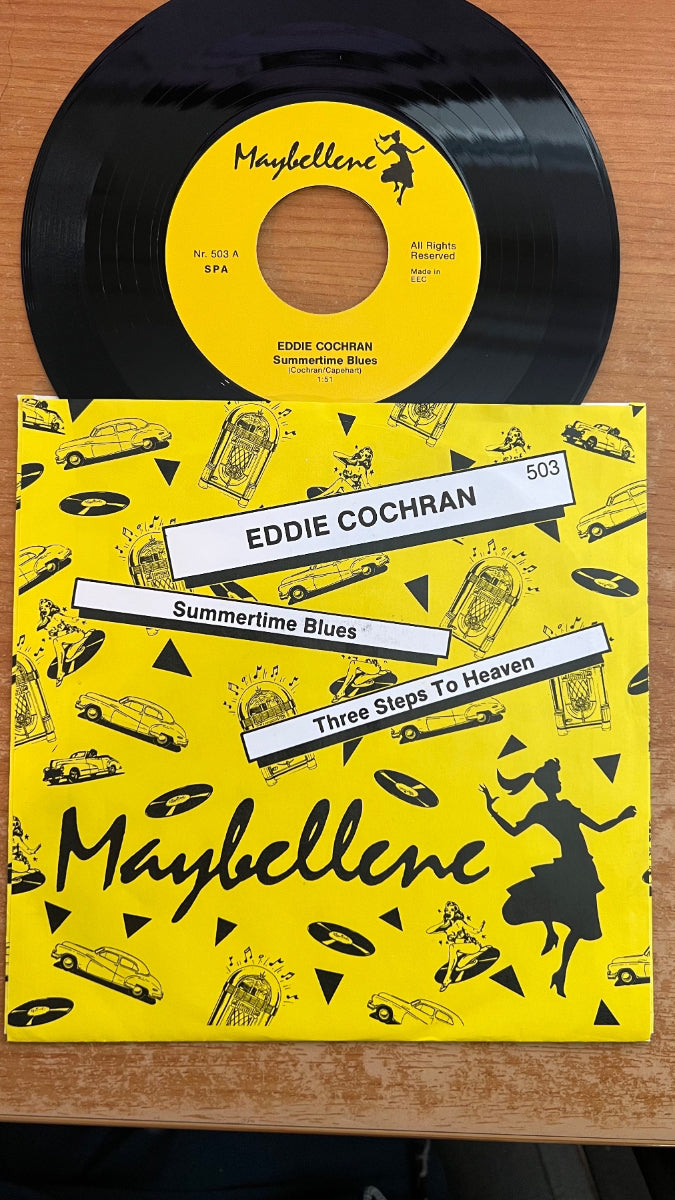 Maybellene
Nr. 503 A
SPA
All Rights
Reserved
Made in
EEC
EDDIE COCHRAN
Summertime Blues
(Cochran/Capehart)
1:51
503
EDDIE COCHRAN
Summertime Blues
Three Steps To Heaven
Maybellene